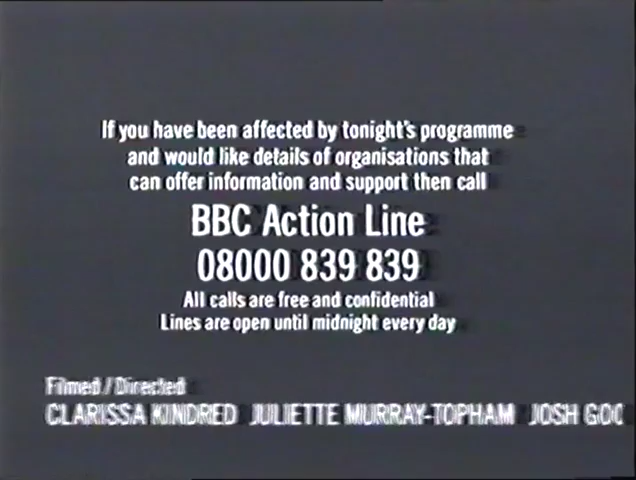 If you have been affected by tonight's programme
and would like details of organisations that
can offer information and support then call
BBC Action Line
08000 839 839
All calls are free and confidential
Lines are open until midnight every day
Filmed / Directed
CLARISSA KINDRED JULIETTE MURRAY-TOPHAM JOSH